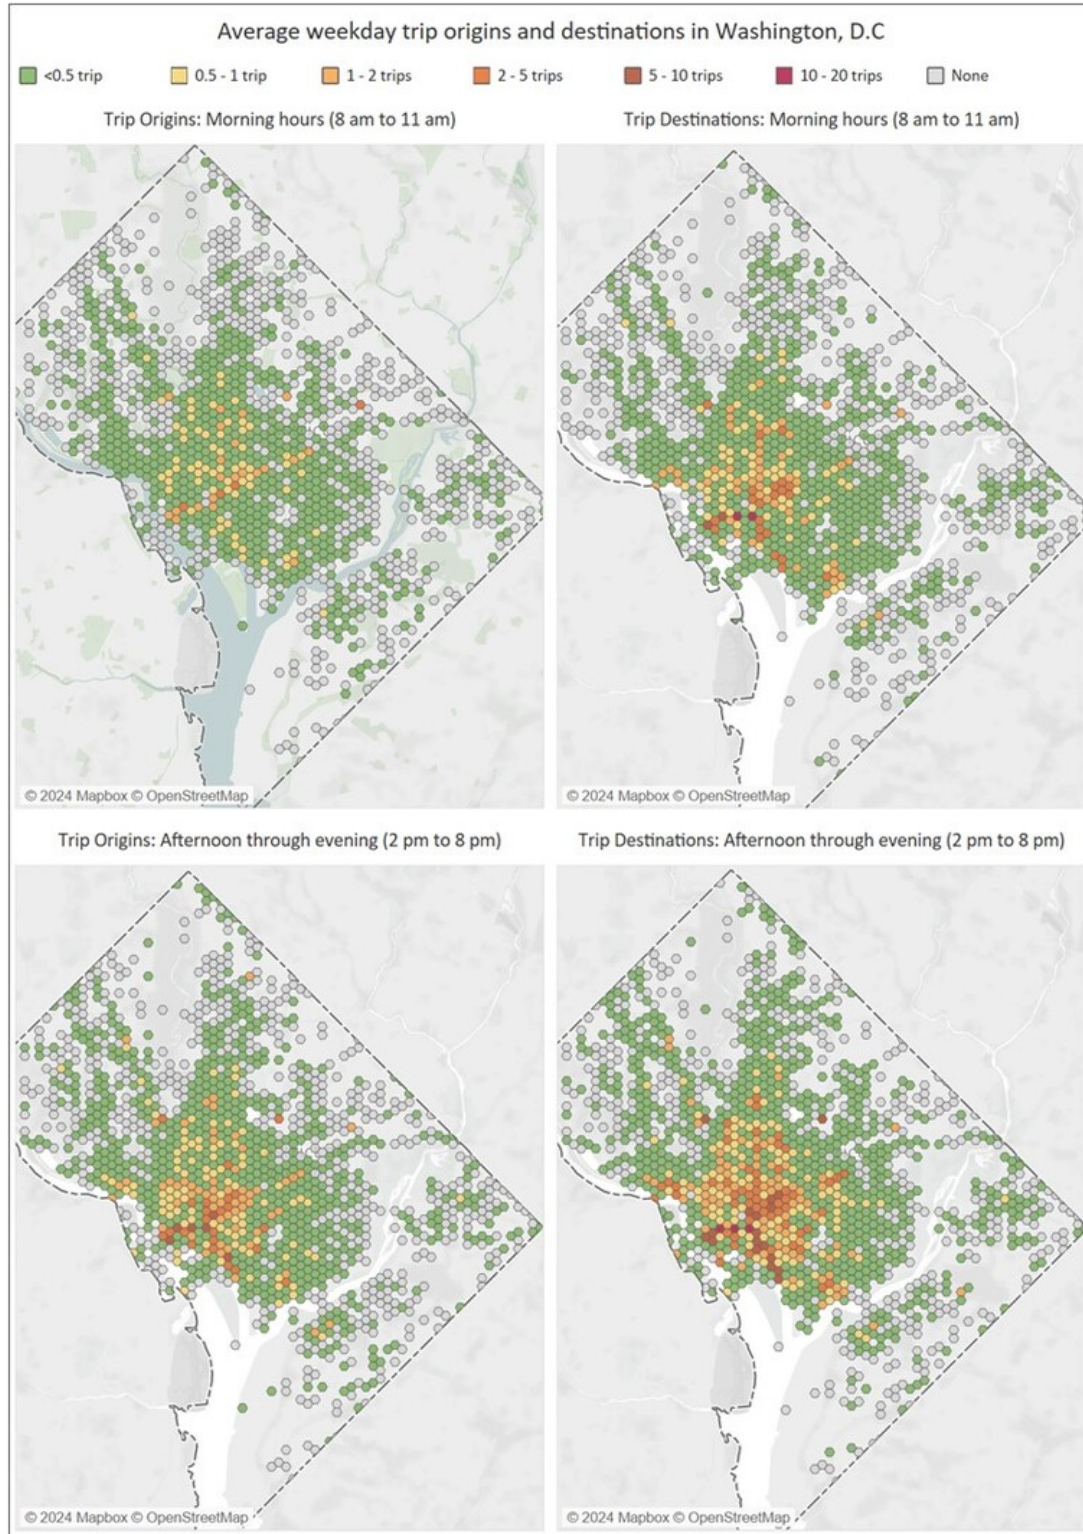 Average weekday trip origins and destinations in Washington, D.C
<0.5 trip
0.5 - 1 trip
1 - 2 trips
2 - 5 trips
5 - 10 trips
10 - 20 trips
None
Trip Origins: Morning hours (8 am to 11 am)
Trip Destinations: Morning hours (8 am to 11 am)
© 2024 Mapbox © OpenStreetMap
© 2024 Mapbox © OpenStreetMap
Trip Origins: Afternoon through evening (2 pm to 8 pm)
Trip Destinations: Afternoon through evening (2 pm to 8 pm)
© 2024 Mapbox © OpenStreetMap
© 2024 Mapbox © OpenStreetMap